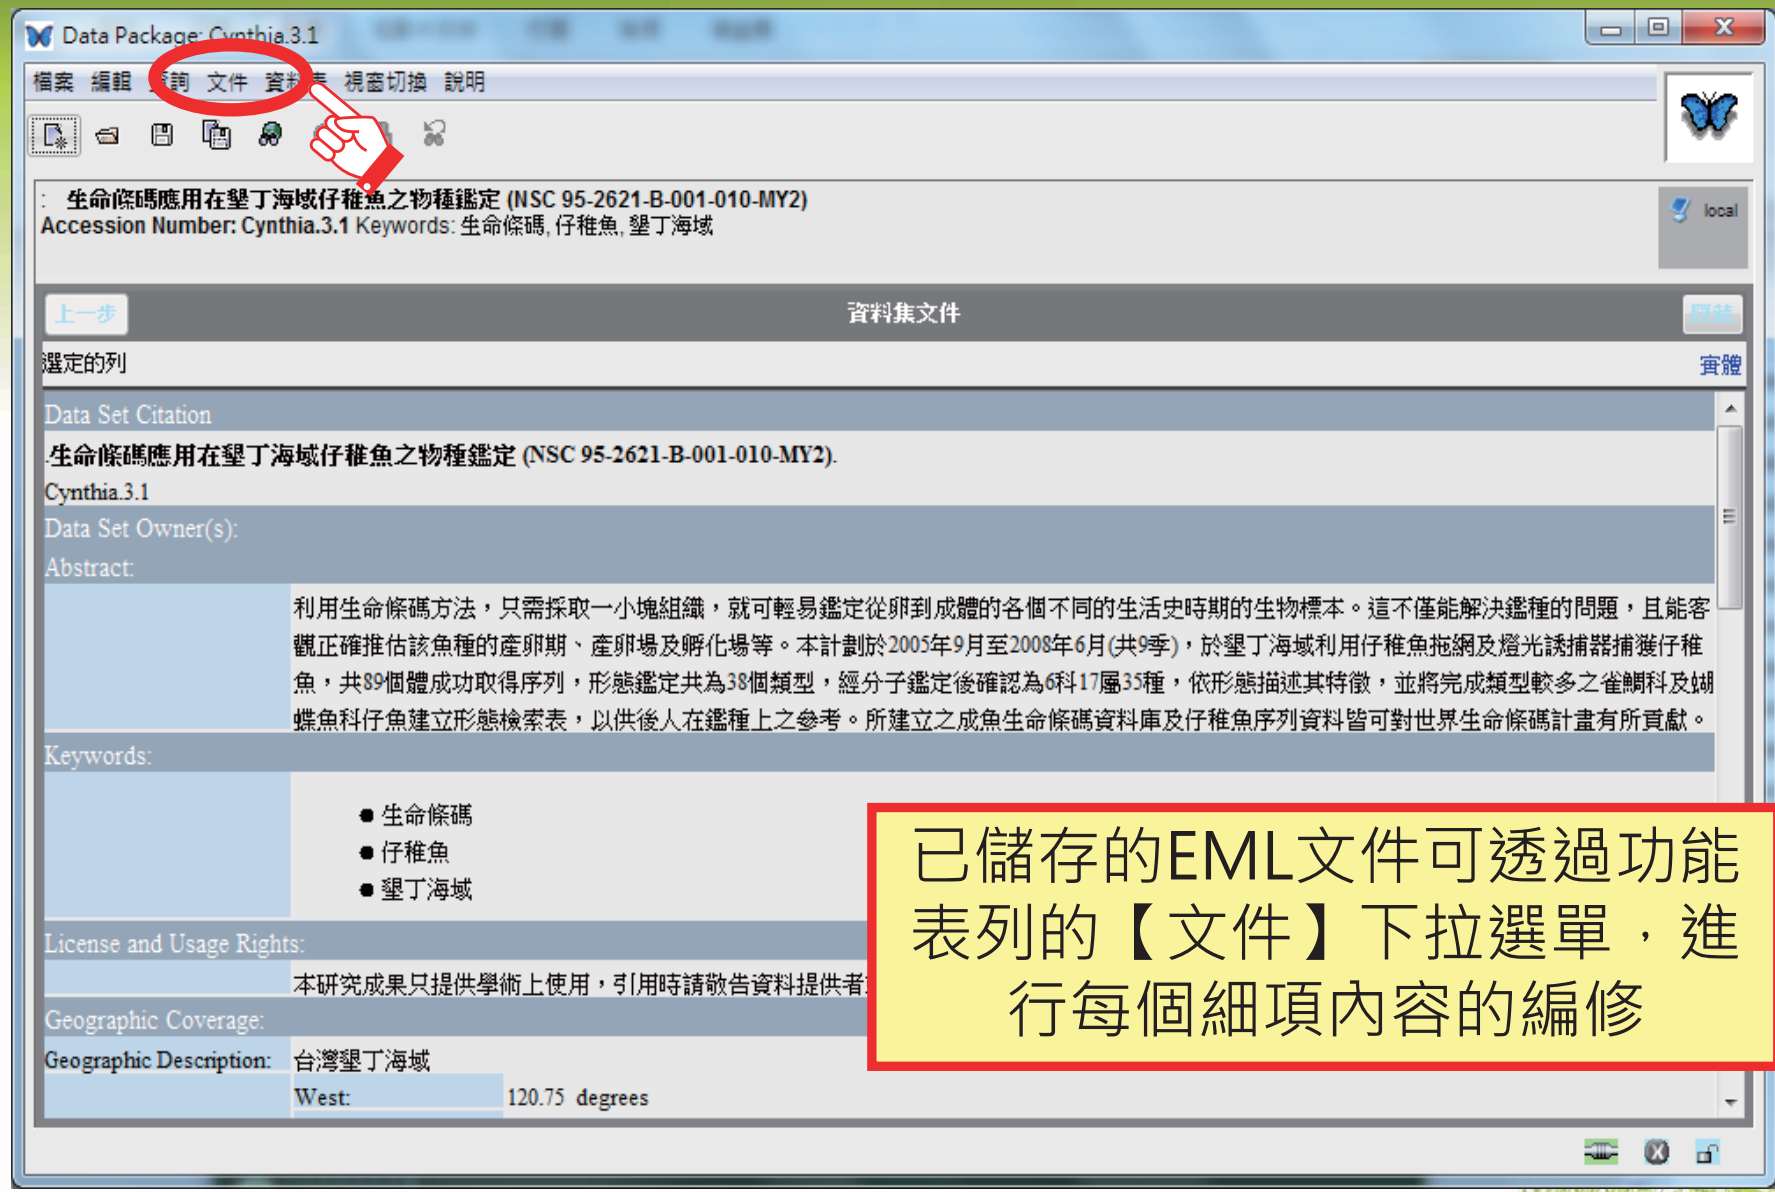 Data Package: Cynthia.3.1
檔案 編輯 查詢 文件 資料表 視窗切換 說明
: 生命條碼應用在墾丁海域仔稚魚之物種鑑定 (NSC 95-2621-B-001-010-MY2)
Accession Number: Cynthia.3.1 Keywords: 生命條碼, 仔稚魚, 墾丁海域
local
上一步
資料集文件
選定的列
實體
Data Set Citation
.生命條碼應用在墾丁海域仔稚魚之物種鑑定 (NSC 95-2621-B-001-010-MY2).
Cynthia.3.1
Data Set Owner(s):
Abstract:
利用生命條碼方法，只需採取一小塊組織，就可輕易鑑定從卵到成體的各個不同的生活史時期的生物標本。這不僅能解決鑑種的問題，且能客
觀正確推估該魚種的產卵期、產卵場及孵化場等。本計劃於2005年9月至2008年6月(共9季)，於墾丁海域利用仔稚魚拖網及燈光誘捕器捕獲仔稚
魚，共89個體成功取得序列，形態鑑定共為38個類型，經分子鑑定後確認為6科17屬35種，依形態描述其特徵，並將完成類型較多之雀鯛科及蝴
蝶魚科仔魚建立形態檢索表，以供後人在鑑種上之參考。所建立之成魚生命條碼資料庫及仔稚魚序列資料皆可對世界生命條碼計畫有所貢獻。
Keywords:
● 生命條碼
● 仔稚魚
● 墾丁海域
License and Usage Rights:
本研究成果只提供學術上使用，引用時請敬告資料提供者
Geographic Coverage:
Geographic Description: 台灣墾丁海域
West: 120.75 degrees
已儲存的EML文件可透過功能
表列的【文件】下拉選單，進
行每個細項內容的編修